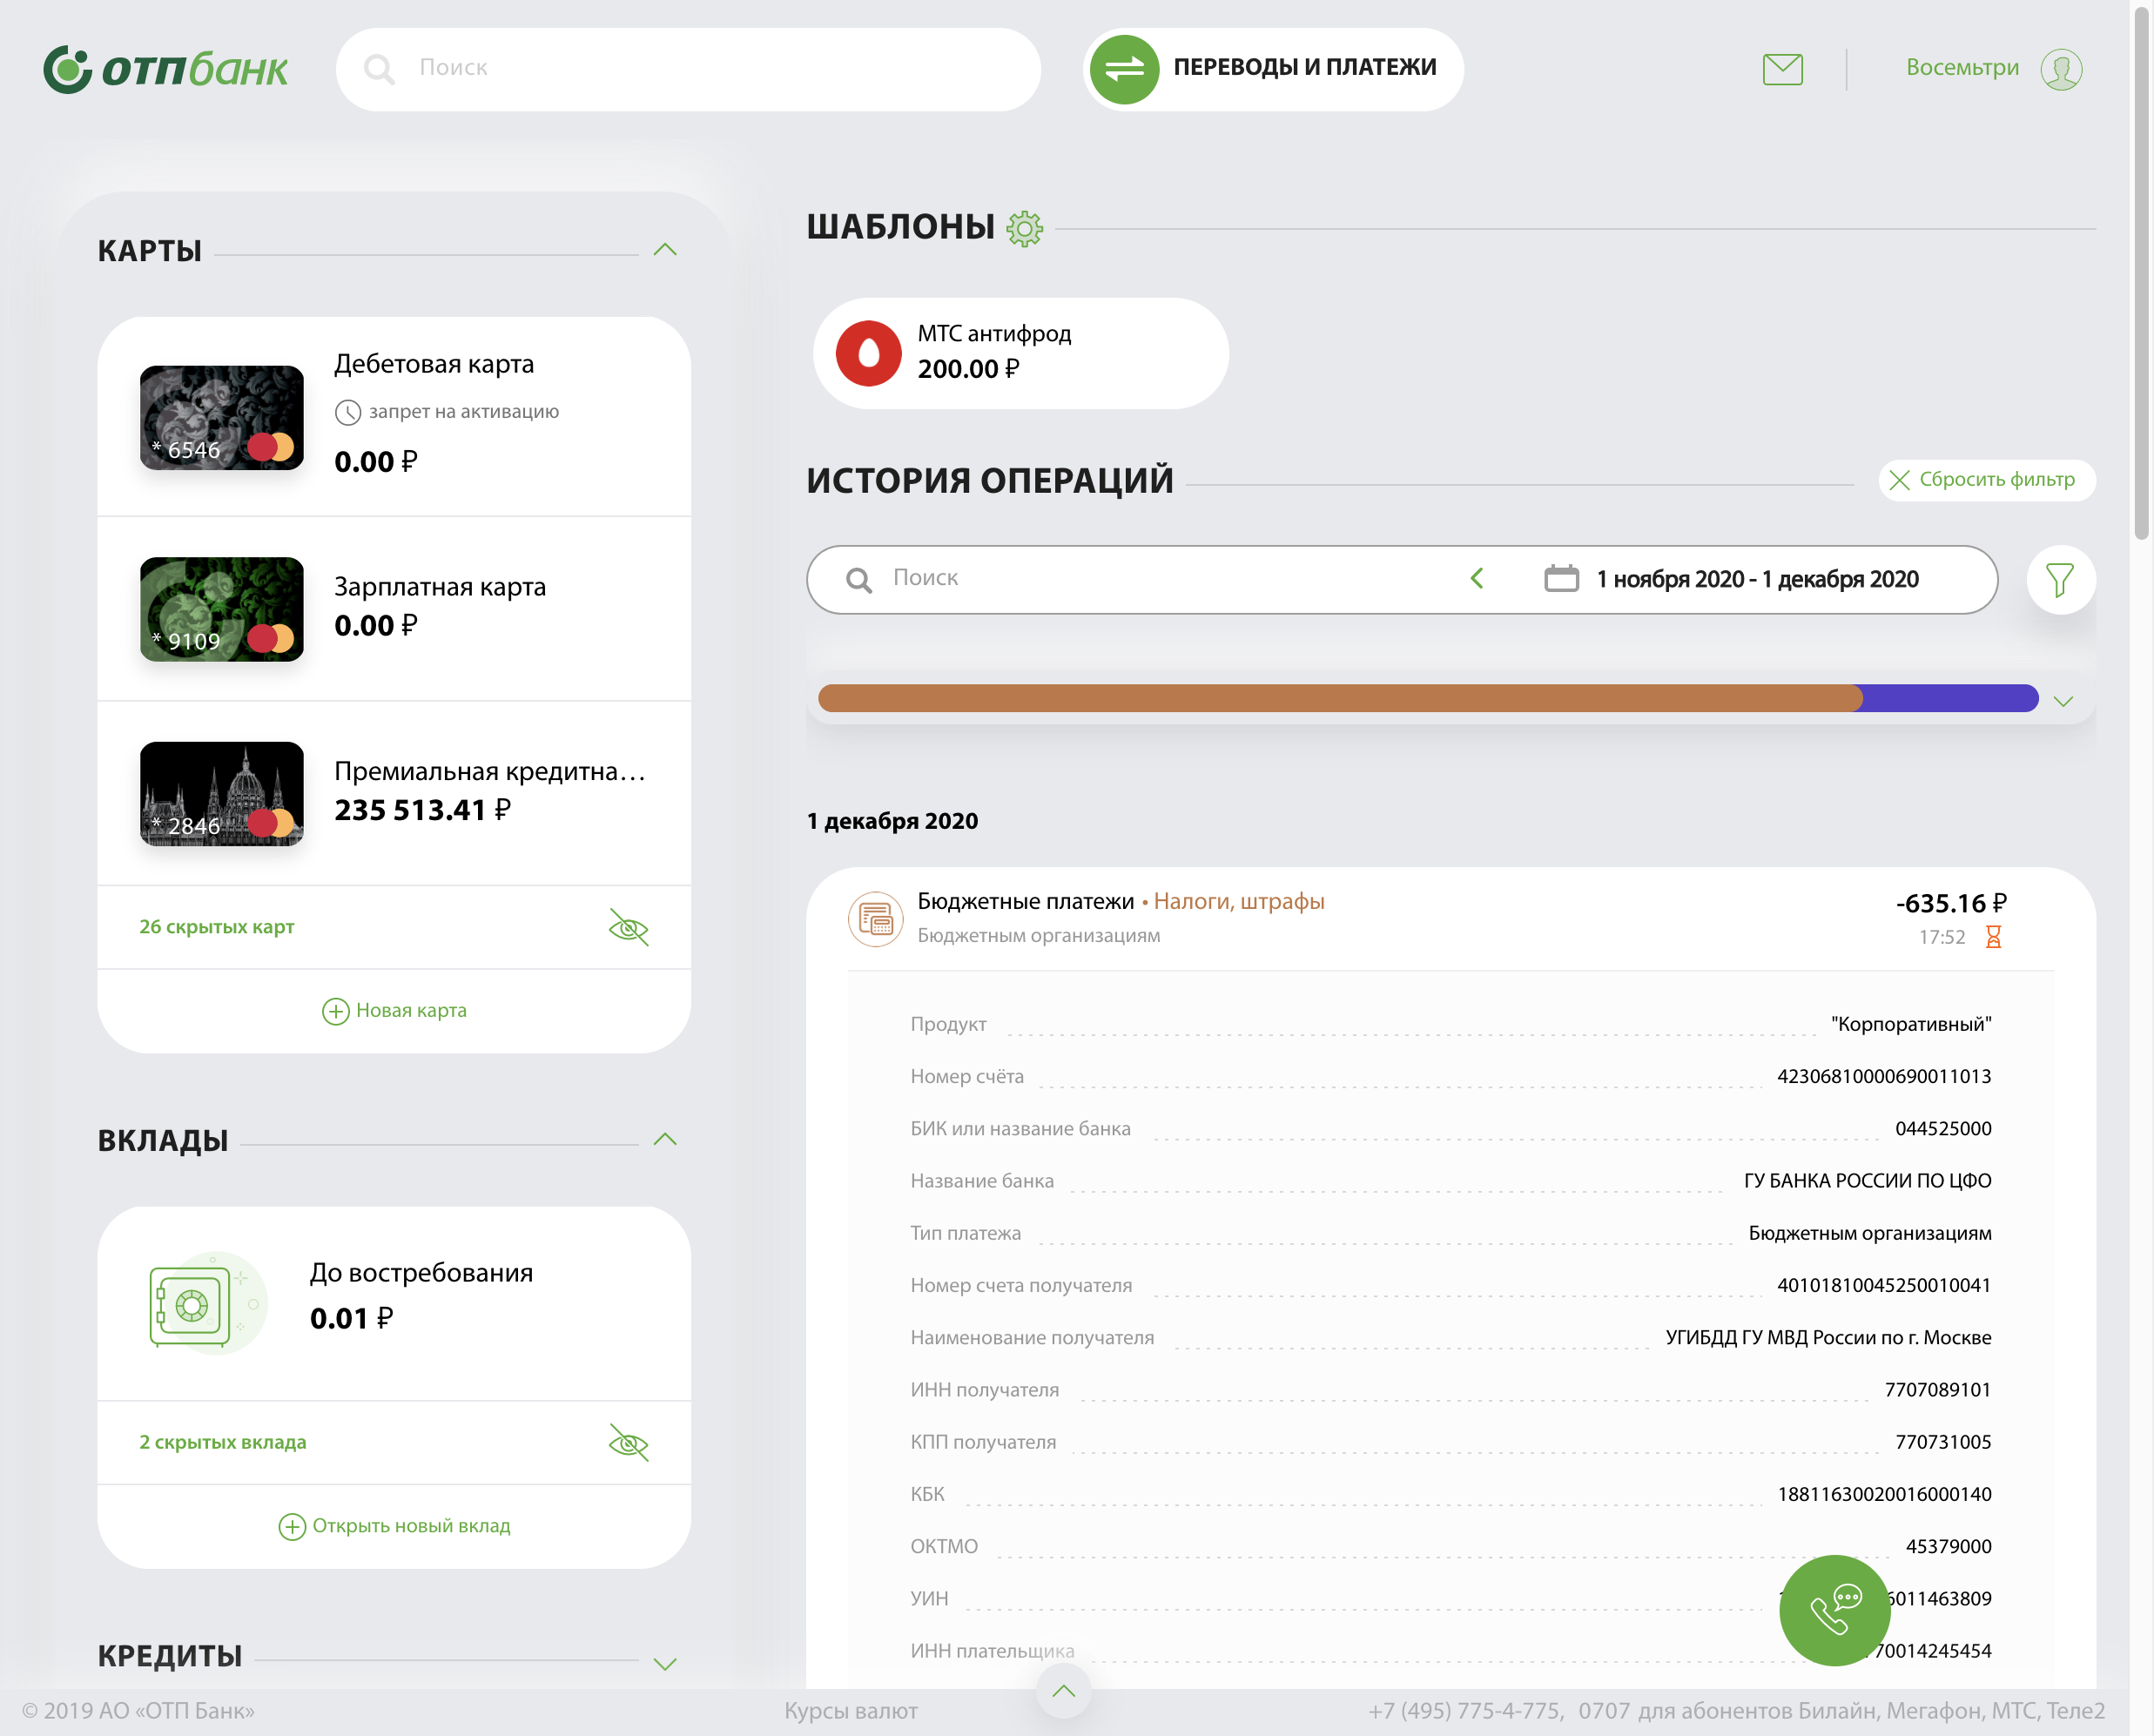 отпбанк
Поиск
ПЕРЕВОДЫ И ПЛАТЕЖИ
Восемьтри
КАРТЫ
Дебетовая карта
запрет на активацию
* 6546
0.00 ₽
Зарплатная карта
0.00 ₽
* 9109
Премиальная кредитна...
235 513.41 ₽
* 2846
26 скрытых карт
Новая карта
ВКЛАДЫ
До востребования
0.01 ₽
2 скрытых вклада
Открыть новый вклад
КРЕДИТЫ
ШАБЛОНЫ
МТС антифрод
200.00 ₽
ИСТОРИЯ ОПЕРАЦИЙ
Сбросить фильтр
Поиск
1 ноября 2020 - 1 декабря 2020
1 декабря 2020
Бюджетные платежи • Налоги, штрафы -635.16 ₽
Бюджетным организациям 17:52
Продукт "Корпоративный"
Номер счёта 42306810000690011013
БИК или название банка 044525000
Название банка ГУ БАНКА РОССИИ ПО ЦФО
Тип платежа Бюджетным организациям
Номер счета получателя 40101810045250010041
Наименование получателя УГИБДД ГУ МВД России по г. Москве
ИНН получателя 7707089101
КПП получателя 770731005
КБК 18811630020016000140
ОКТМО 45379000
УИН 6011463809
ИНН плательщика 70014245454
© 2019 АО «ОТП Банк»
Курсы валют
+7 (495) 775-4-775, 0707 для абонентов Билайн, Мегафон, МТС, Теле2